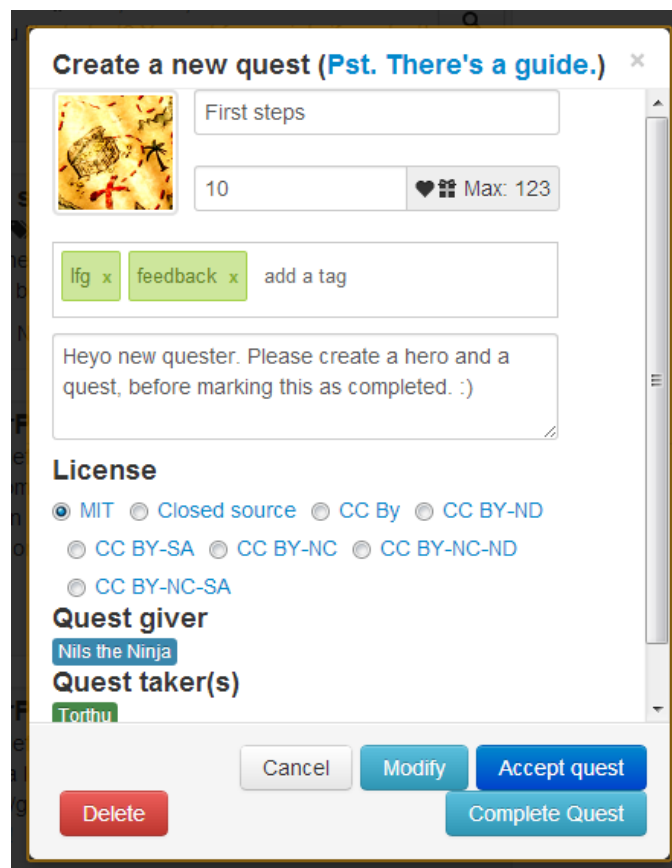 Create a new quest (Pst. There's a guide.) ×
First steps
10 Max: 123
lfg x feedback x add a tag
Heyo new quester. Please create a hero and a
quest, before marking this as completed. :)
License
MIT Closed source CC By CC BY-ND
CC BY-SA CC BY-NC CC BY-NC-ND
CC BY-NC-SA
Quest giver
Nils the Ninja
Quest taker(s)
Torthu
Cancel Modify Accept quest
Delete Complete Quest